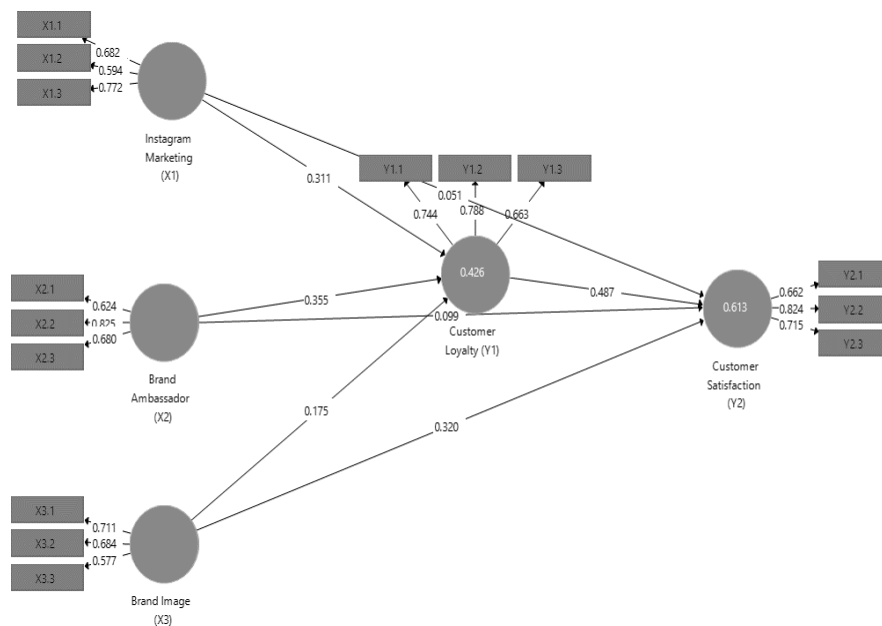 X1.1
X1.2
X1.3
0.682
0.594
0.772
Instagram
Marketing
(X1)
0.311
Y1.1
Y1.2
Y1.3
0.051
0.744
0.788
0.663
0.426
Customer
Loyalty (Y1)
X2.1
X2.2
X2.3
0.624
0.825
0.680
Brand
Ambassador
(X2)
0.355
0.099
0.487
0.613
Customer
Satisfaction
(Y2)
0.662
0.824
0.715
Y2.1
Y2.2
Y2.3
0.175
0.320
X3.1
X3.2
X3.3
0.711
0.684
0.577
Brand Image
(X3)